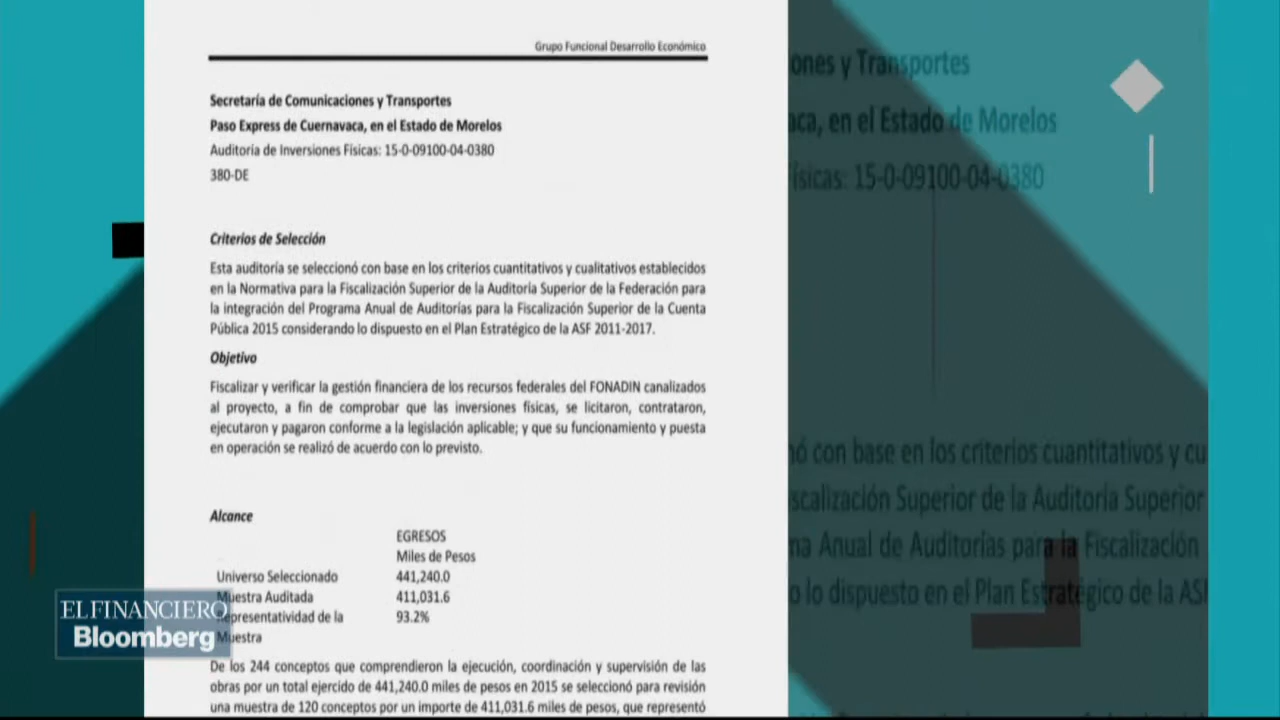 Grupo Funcional Desarrollo Económico
Secretaría de Comunicaciones y Transportes
Paso Express de Cuernavaca, en el Estado de Morelos
Auditoría de Inversiones Físicas: 15-0-09100-04-0380
380-DE
Criterios de Selección
Esta auditoría se seleccionó con base en los criterios cuantitativos y cualitativos establecidos
en la Normativa para la Fiscalización Superior de la Auditoría Superior de la Federación para
la integración del Programa Anual de Auditorías para la Fiscalización Superior de la Cuenta
Pública 2015 considerando lo dispuesto en el Plan Estratégico de la ASF 2011-2017.
Objetivo
Fiscalizar y verificar la gestión financiera de los recursos federales del FONADIN canalizados
al proyecto, a fin de comprobar que las inversiones físicas, se licitaron, contrataron,
ejecutaron y pagaron conforme a la legislación aplicable; y que su funcionamiento y puesta
en operación se realizó de acuerdo con lo previsto.
Alcance
EGRESOS
Miles de Pesos
Universo Seleccionado 441,240.0
Muestra Auditada 411,031.6
Representatividad de la 93.2%
Muestra
De los 244 conceptos que comprendieron la ejecución, coordinación y supervisión de las
obras por un total ejercido de 441,240.0 miles de pesos en 2015 se seleccionó para revisión
una muestra de 120 conceptos por un importe de 411,031.6 miles de pesos, que representó
EL FINANCIERO
Bloomberg
ones y Transportes
aca, en el Estado de Morelos
ísicas: 15-0-09100-04-0380
nó con base en los criterios cuantitativos y cu
scalización Superior de la Auditoría Superior
ma Anual de Auditorías para la Fiscalización
o lo dispuesto en el Plan Estratégico de la ASF